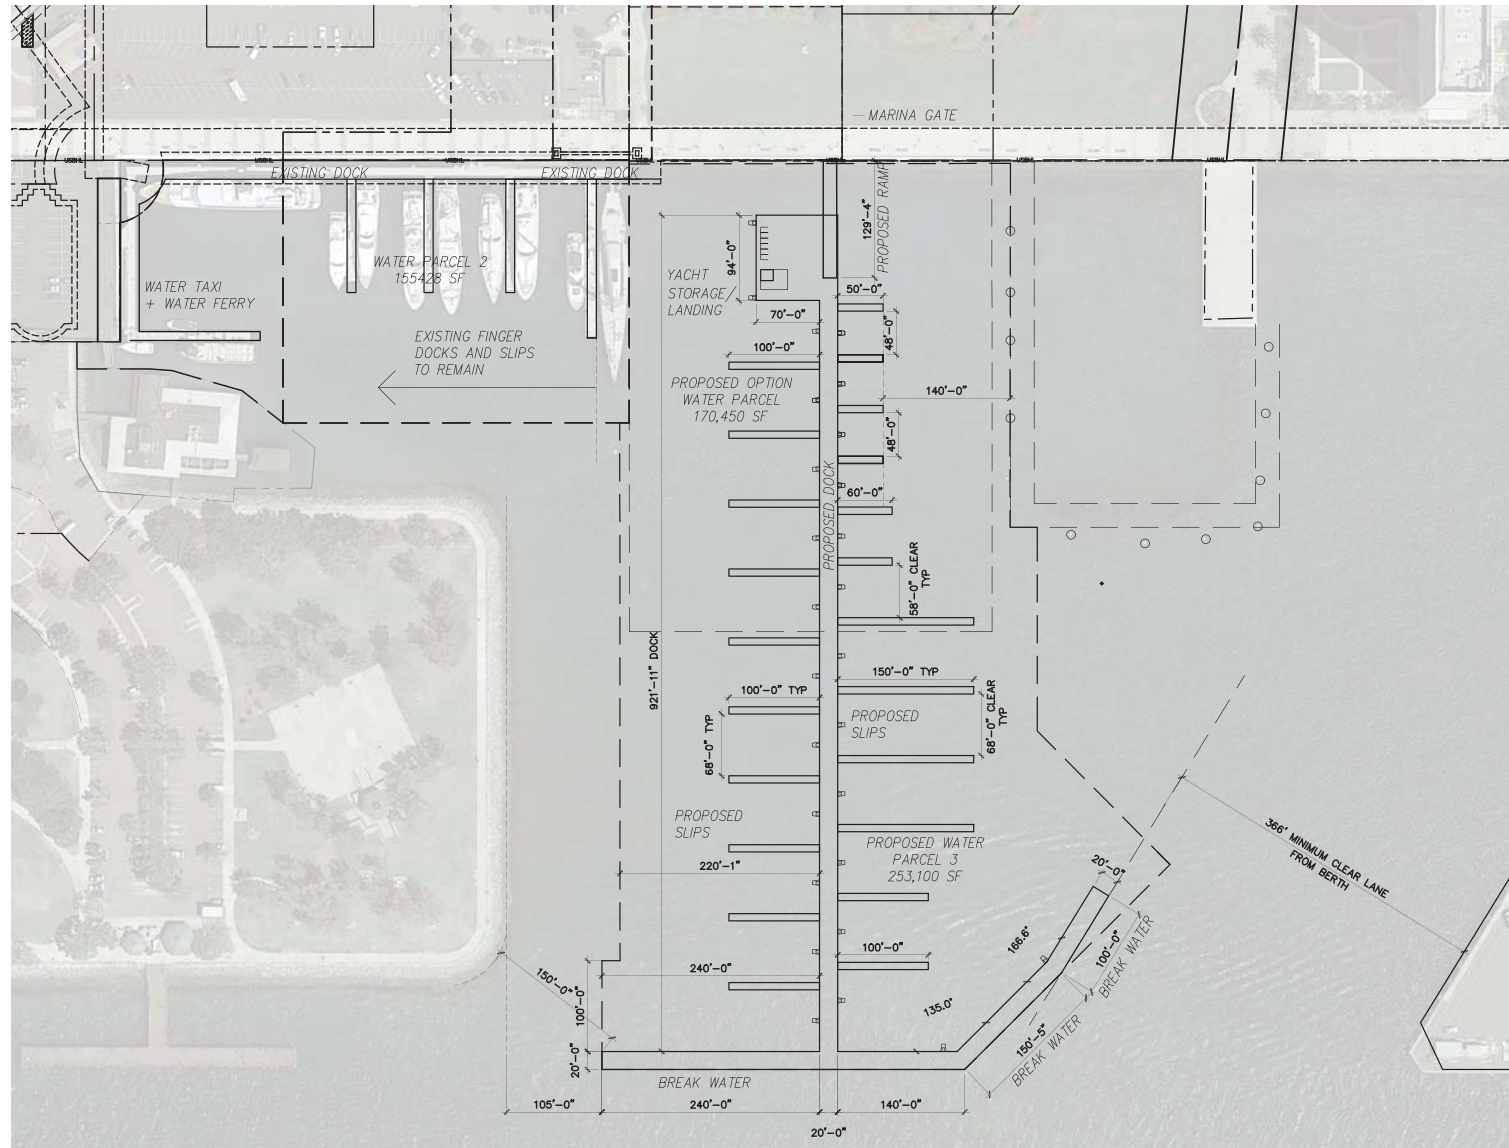 MARINA GATE
USBHL
USBHL
USBHL
USBHL
USBHL
USBHL
EXISTING DOCK
EXISTING DOCK
129'-4"
PROPOSED RAMP
WATER PARCEL 2
155428 SF
WATER TAXI
+ WATER FERRY
94'-0"
YACHT
STORAGE/
LANDING
50'-0"
70'-0"
48'-0"
EXISTING FINGER
DOCKS AND SLIPS
TO REMAIN
100'-0"
PROPOSED OPTION
WATER PARCEL
170,450 SF
140'-0"
48'-0"
PROPOSED DOCK
60'-0"
58'-0" CLEAR
TYP
921'-11" DOCK
150'-0" TYP
100'-0" TYP
68'-0" TYP
PROPOSED
SLIPS
68'-0" CLEAR
TYP
PROPOSED
SLIPS
PROPOSED WATER
PARCEL 3
253,100 SF
366' MINIMUM CLEAR LANE
FROM BERTH
220'-1"
20'-0"
166.6°
100'-0"
BREAK WATER
100'-0"
240'-0"
150'-0"
100'-0"
135.0°
150'-5"
BREAK WATER
20'-0"
BREAK WATER
105'-0"
240'-0"
140'-0"
20'-0"